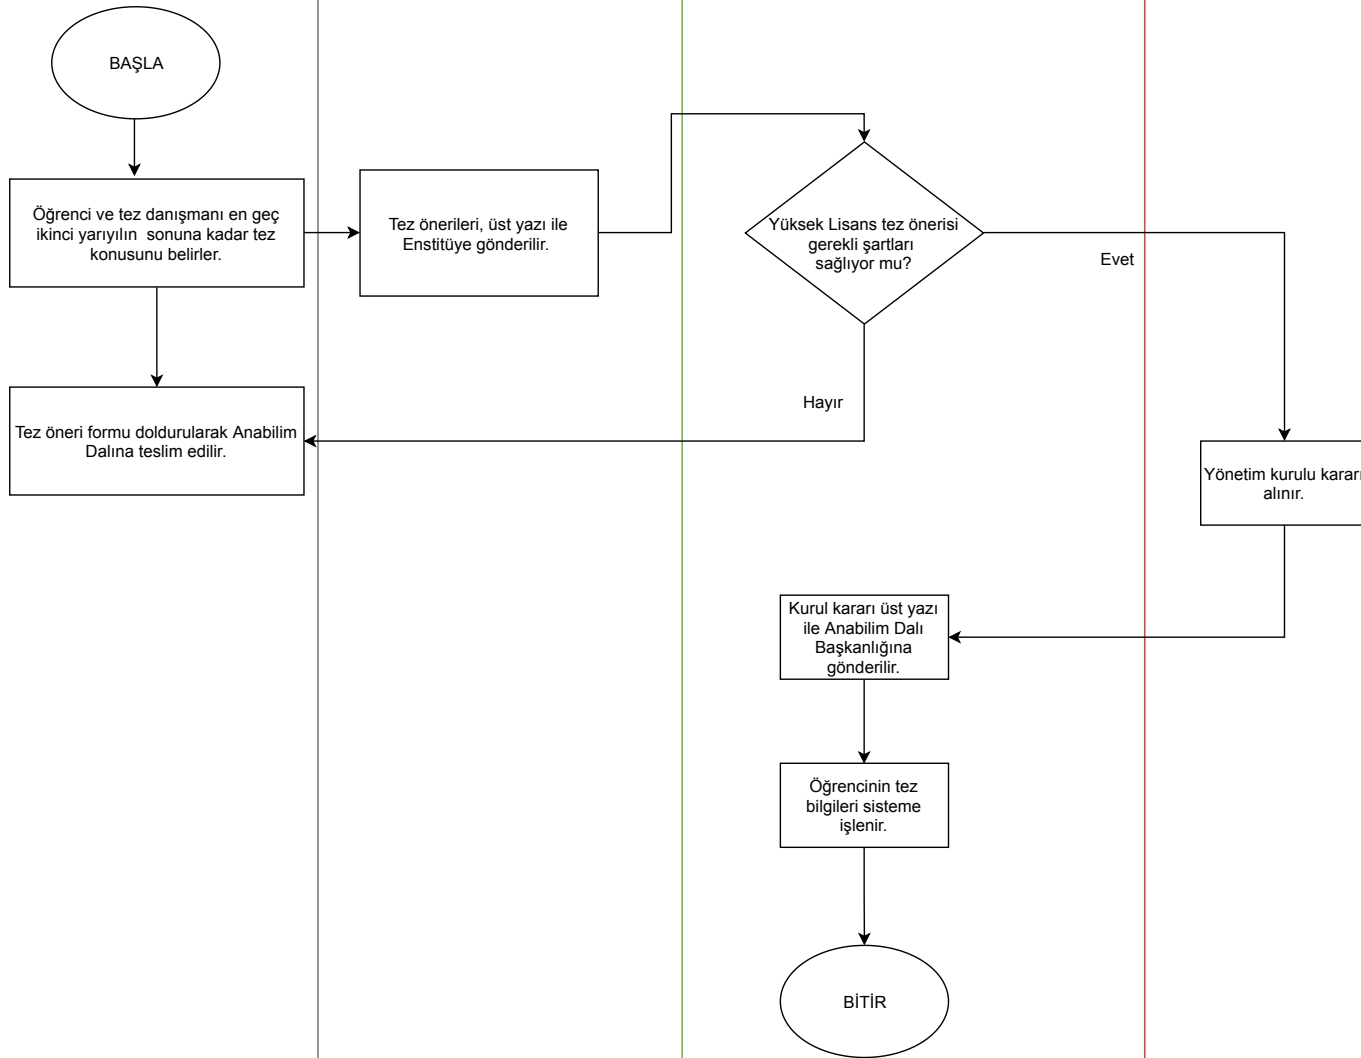 BAŞLA
Öğrenci ve tez danışmanı en geç
ikinci yarıyılın  sonuna kadar tez
konusunu belirler.
Tez önerileri, üst yazı ile
Enstitüye gönderilir.
Yüksek Lisans tez önerisi
gerekli şartları
sağlıyor mu?
Evet
Hayır
Tez öneri formu doldurularak Anabilim
Dalına teslim edilir.
Yönetim kurulu kararı
alınır.
Kurul kararı üst yazı
ile Anabilim Dalı
Başkanlığına
gönderilir.
Öğrencinin tez
bilgileri sisteme
işlenir.
BİTİR